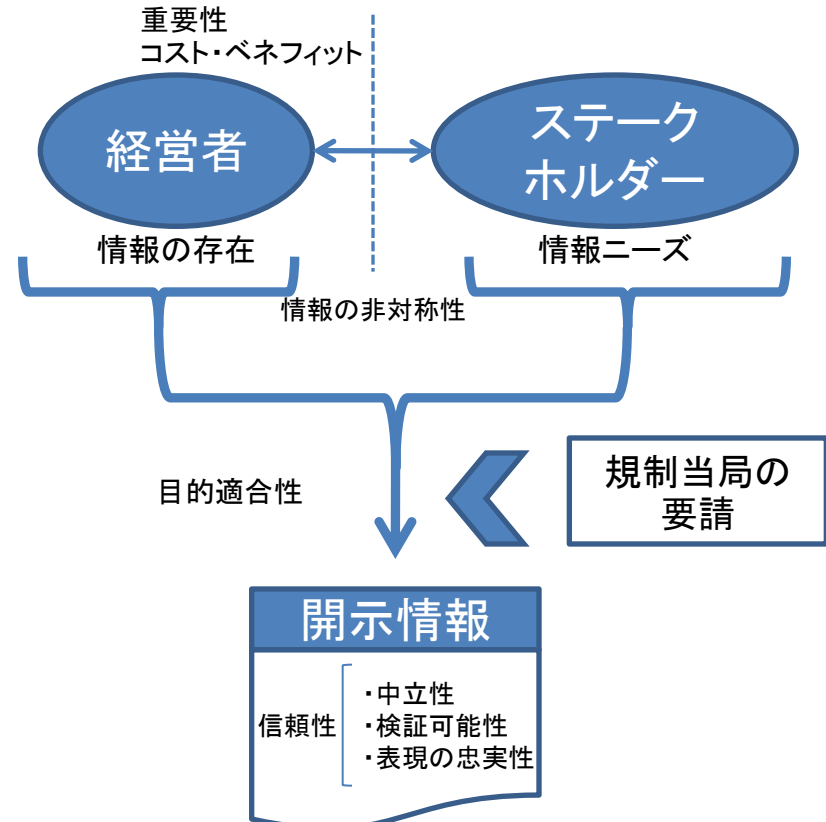 重要性
コスト・ベネフィット
経営者
ステーク
ホルダー
情報の存在
情報ニーズ
情報の非対称性
目的適合性
規制当局の
要請
開示情報
信頼性
・中立性
・検証可能性
・表現の忠実性